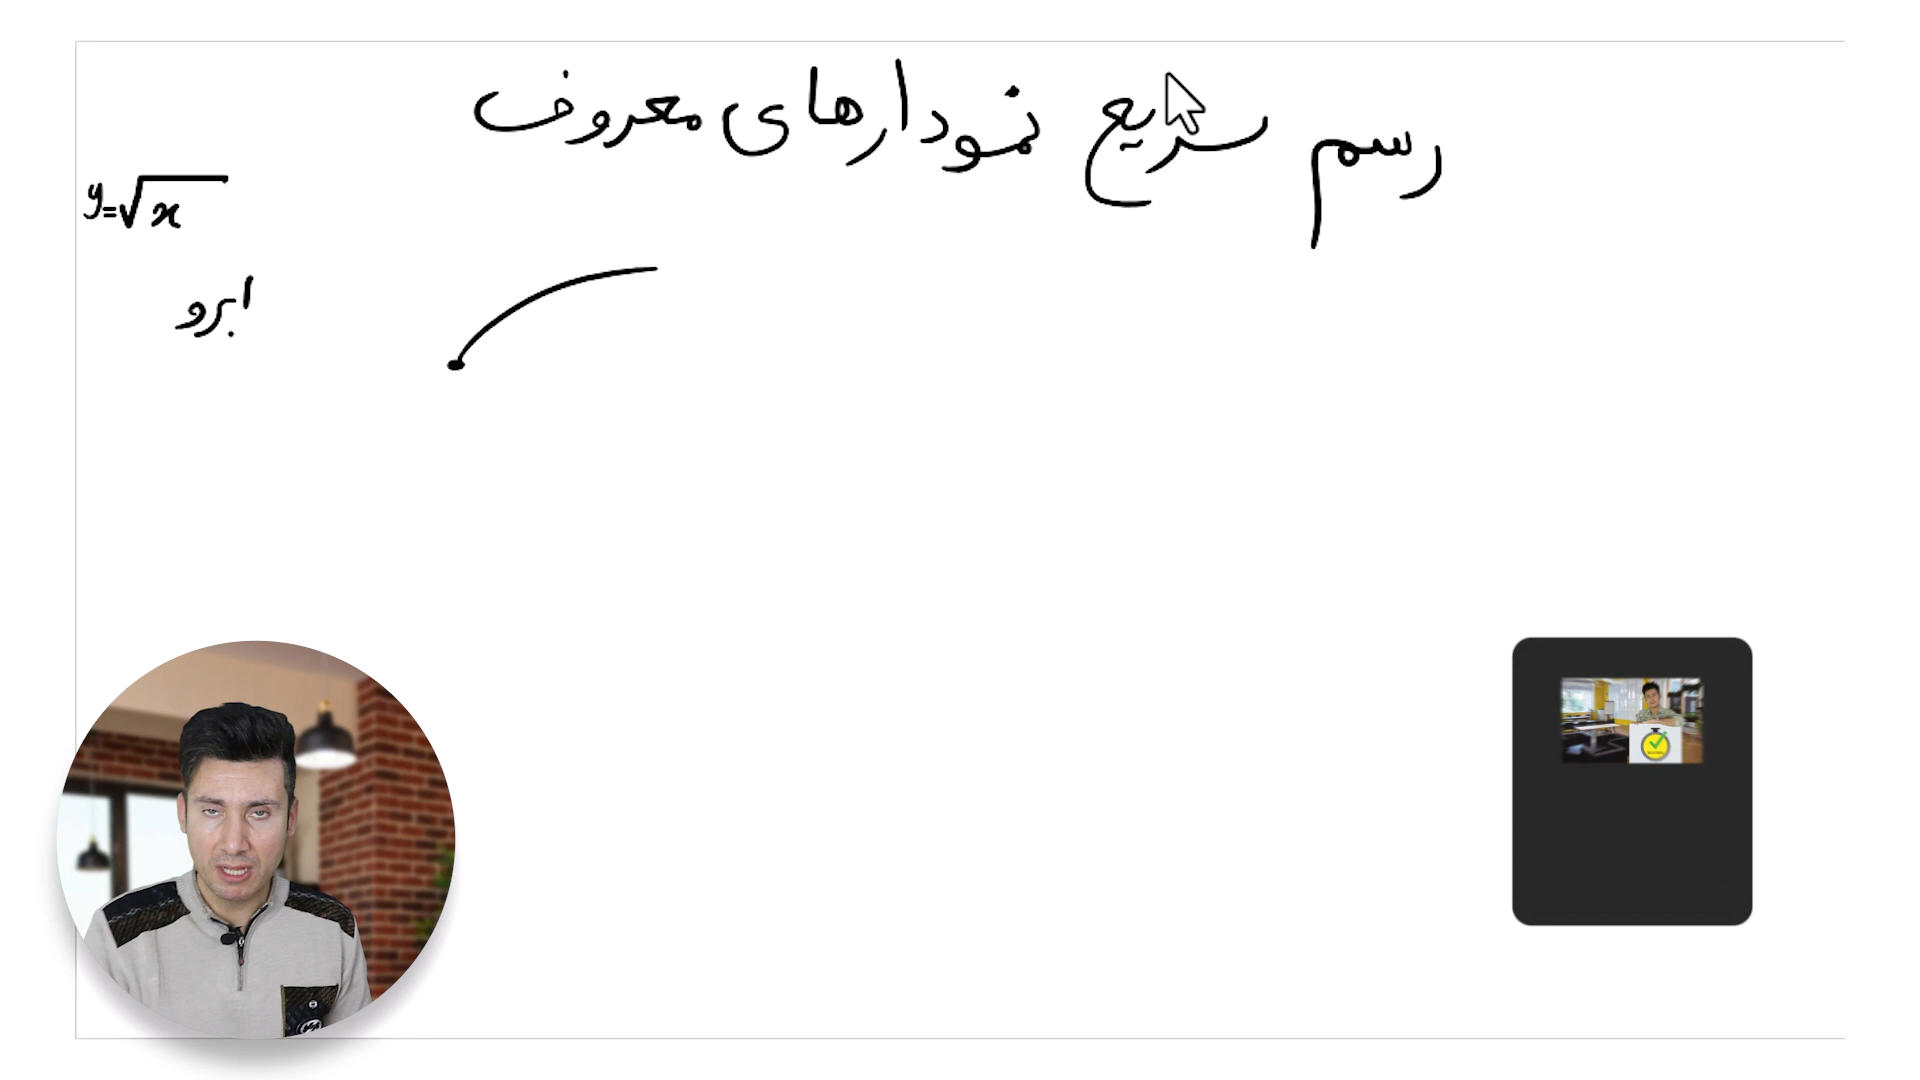 رسم سریع نمودارهای معروف
y=√x
ابرو